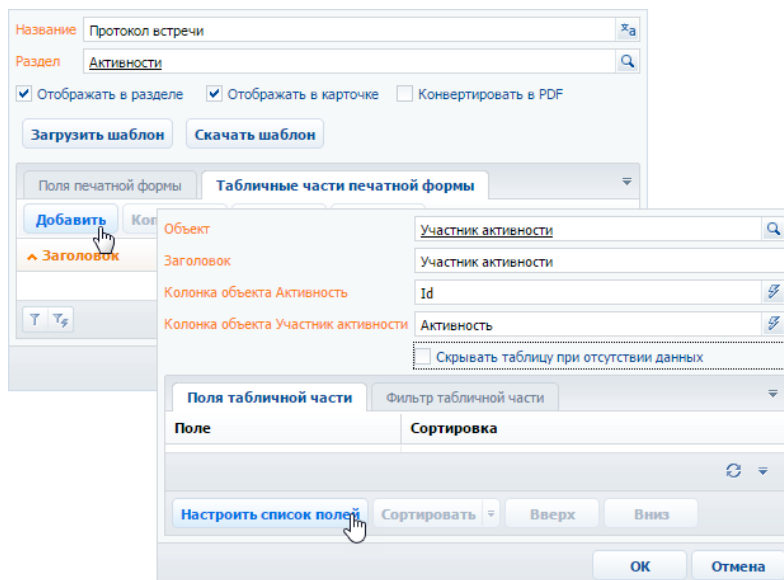 Название Протокол встречи
Раздел Активности
Отображать в разделе Отображать в карточке Конвертировать в PDF
Загрузить шаблон Скачать шаблон
Поля печатной формы Табличные части печатной формы
Добавить
Заголовок
Объект Участник активности
Заголовок Участник активности
Колонка объекта Активность Id
Колонка объекта Участник активности Активность
Скрывать таблицу при отсутствии данных
Поля табличной части Фильтр табличной части
Поле Сортировка
Настроить список полей Сортировать Вверх Вниз
ОК Отмена